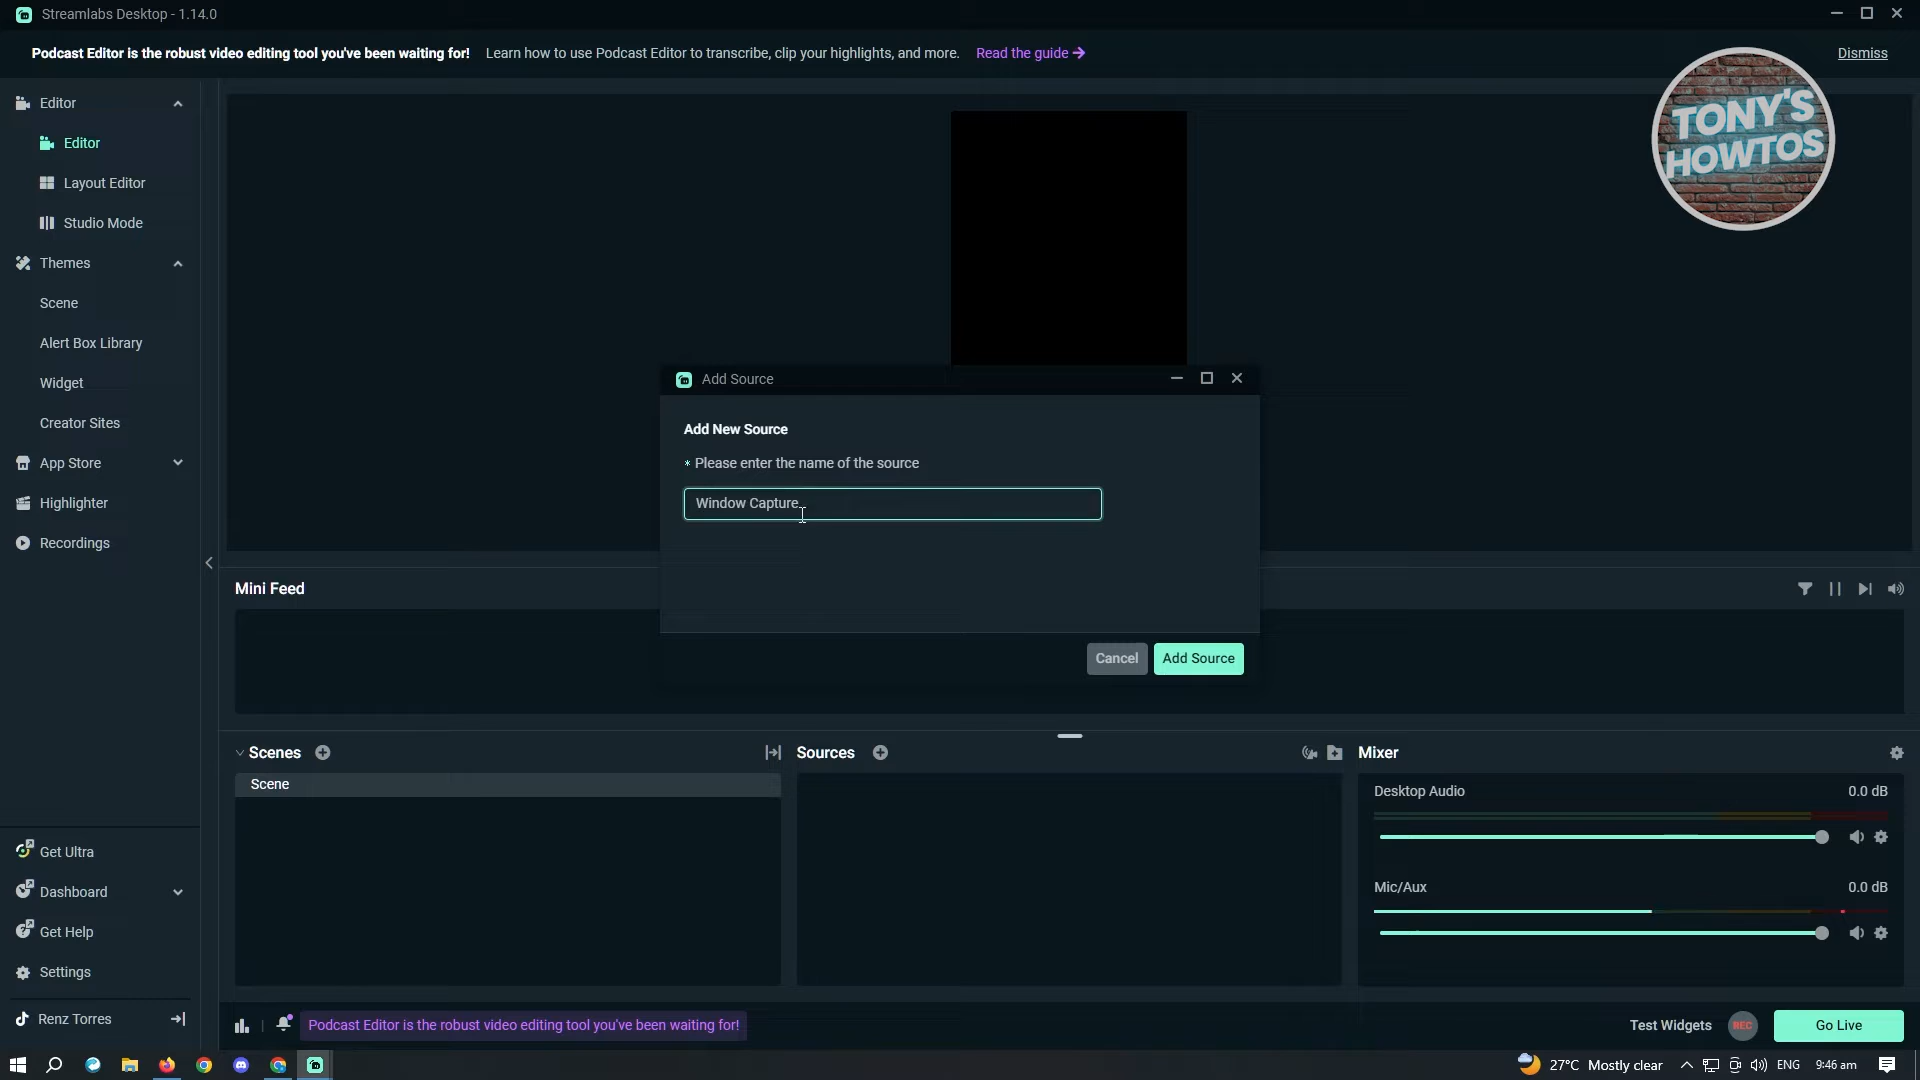 Streamlabs Desktop - 1.14.0
Podcast Editor is the robust video editing tool you've been waiting for! Learn how to use Podcast Editor to transcribe, clip your highlights, and more. Read the guide Dismiss
TONY'S
HOWTOS
Editor
Editor
Layout Editor
Studio Mode
Themes
Scene
Alert Box Library
Widget
Creator Sites
App Store
Highlighter
Recordings
Add Source
Add New Source
* Please enter the name of the source
Window Capture
Cancel Add Source
Mini Feed
Scenes
Scene
Sources
Mixer
Desktop Audio 0.0 dB
Mic/Aux 0.0 dB
Get Ultra
Dashboard
Get Help
Settings
Renz Torres
Podcast Editor is the robust video editing tool you've been waiting for!
Test Widgets REC Go Live
27°C Mostly clear ENG 9:46 am